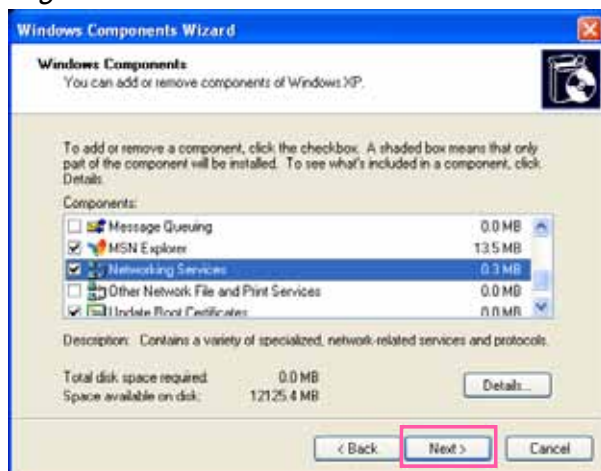 Windows Components Wizard
Windows Components
You can add or remove components of Windows XP.
To add or remove a component, click the checkbox. A shaded box means that only
part of the component will be installed. To see what's included in a component, click
Details.
Components:
Message Queuing 0.0 MB
MSN Explorer 13.5 MB
Networking Services 0.3 MB
Other Network File and Print Services 0.0 MB
Update Root Certificates 0.0 MB
Description: Contains a variety of specialized, network-related services and protocols.
Total disk space required: 0.0 MB
Space available on disk: 12125.4 MB
Details...
< Back Next > Cancel